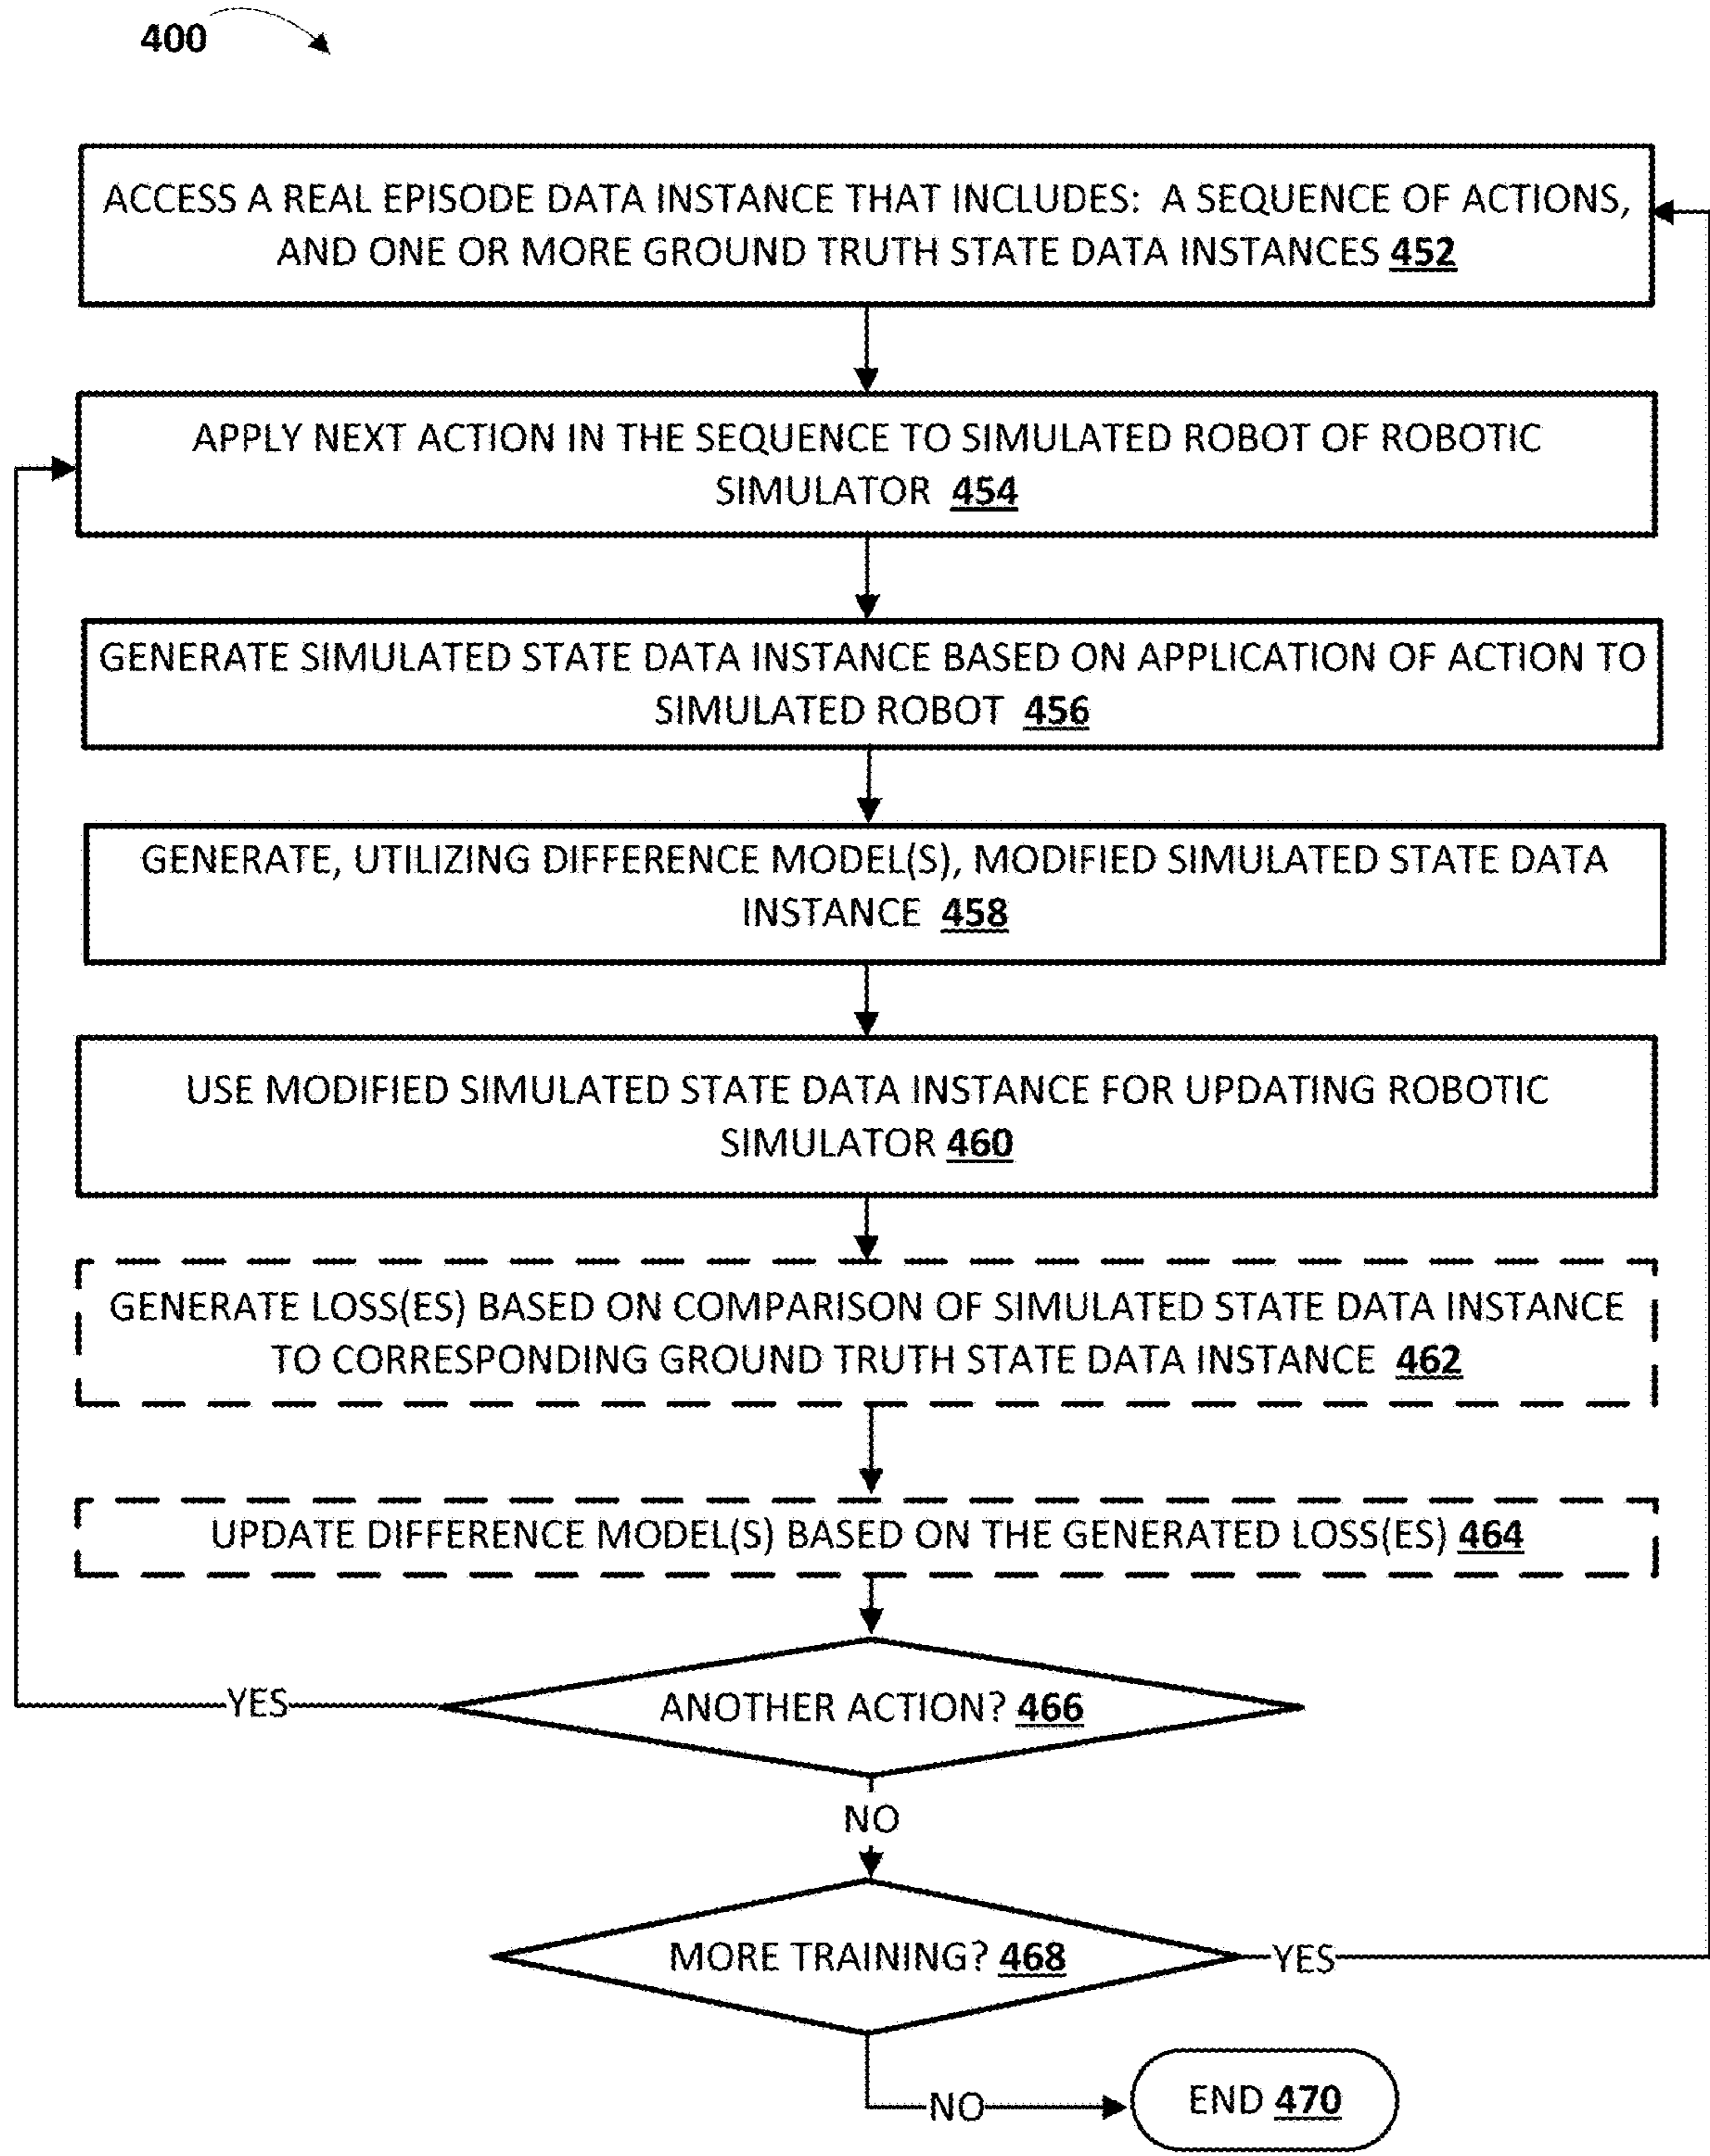 400
ACCESS A REAL EPISODE DATA INSTANCE THAT INCLUDES: A SEQUENCE OF ACTIONS,
AND ONE OR MORE GROUND TRUTH STATE DATA INSTANCES 452
APPLY NEXT ACTION IN THE SEQUENCE TO SIMULATED ROBOT OF ROBOTIC
SIMULATOR 454
GENERATE SIMULATED STATE DATA INSTANCE BASED ON APPLICATION OF ACTION TO
SIMULATED ROBOT 456
GENERATE, UTILIZING DIFFERENCE MODEL(S), MODIFIED SIMULATED STATE DATA
INSTANCE 458
USE MODIFIED SIMULATED STATE DATA INSTANCE FOR UPDATING ROBOTIC
SIMULATOR 460
GENERATE LOSS(ES) BASED ON COMPARISON OF SIMULATED STATE DATA INSTANCE
TO CORRESPONDING GROUND TRUTH STATE DATA INSTANCE 462
UPDATE DIFFERENCE MODEL(S) BASED ON THE GENERATED LOSS(ES) 464
YES
ANOTHER ACTION? 466
NO
MORE TRAINING? 468
YES
NO
END 470